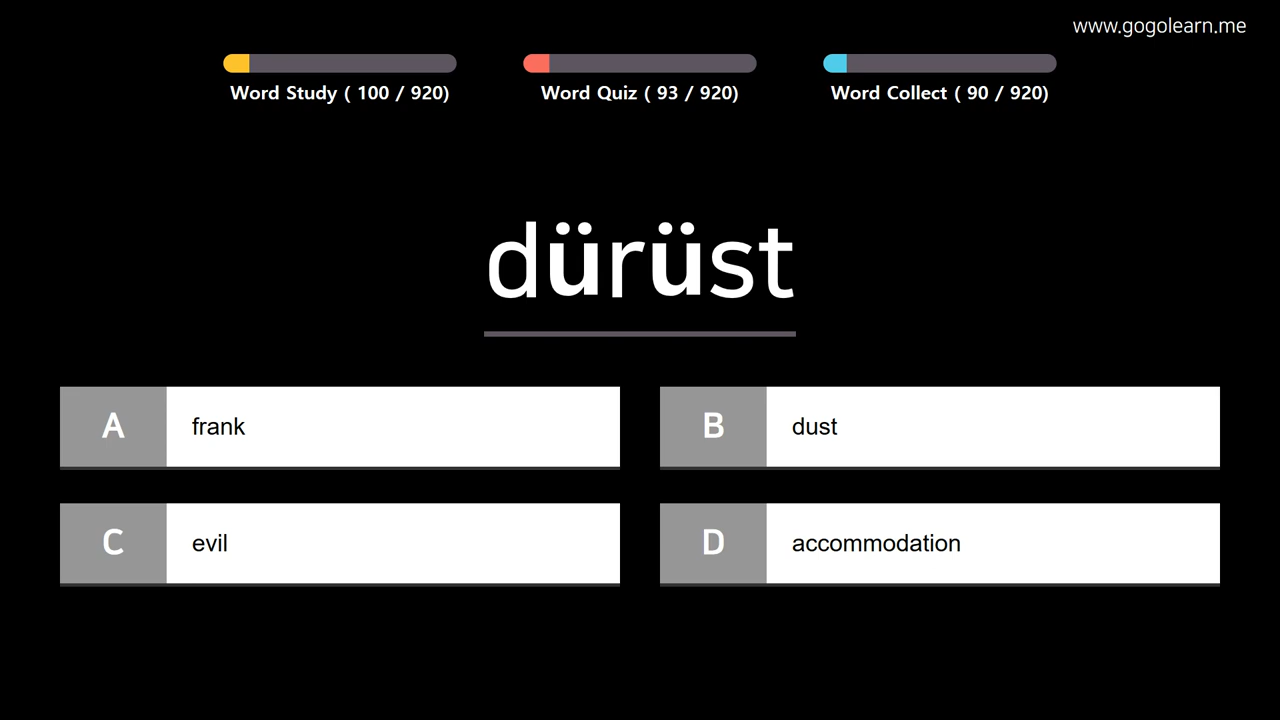 www.gogolearn.me
Word Study ( 100 / 920)
Word Quiz ( 93 / 920)
Word Collect ( 90 / 920)
dürüst
A frank
B dust
C evil
D accommodation